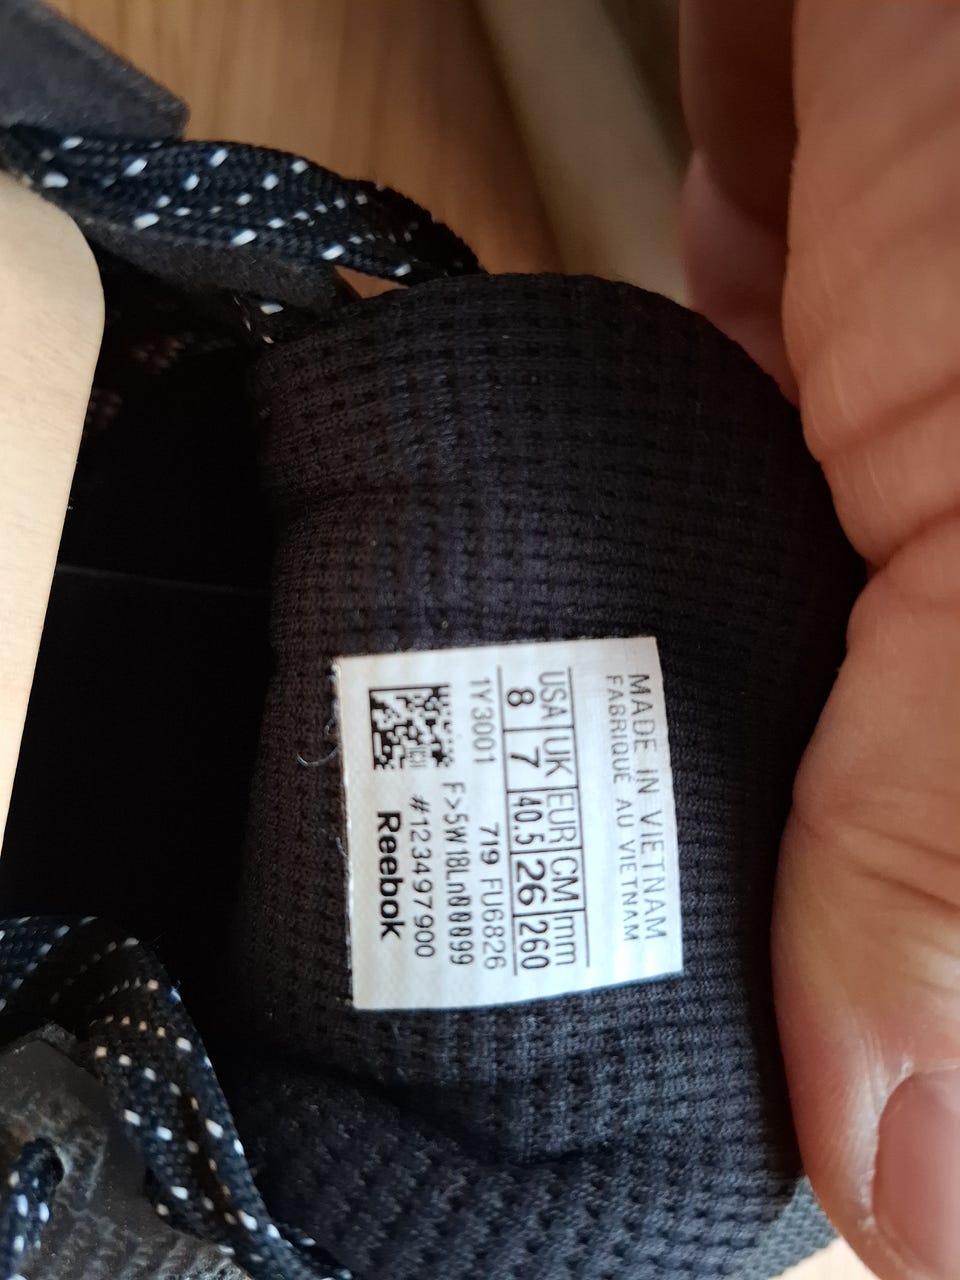 MADE IN VIETNAM
FABRIQUÉ AU VIETNAM
USA UK EUR CM mm
8 7 40.5 26 260
1Y3001 719 FU6826
F>5W18Ln00099
#123497900
Reebok